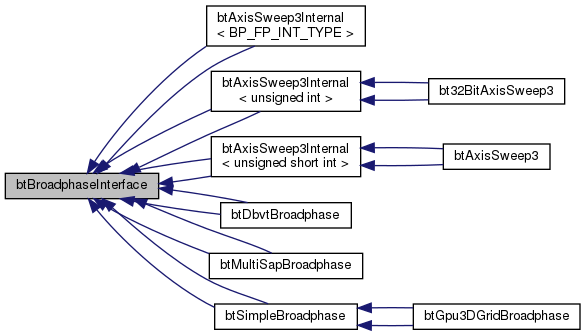 btAxisSweep3Internal
< BP_FP_INT_TYPE >
btAxisSweep3Internal
< unsigned int >
bt32BitAxisSweep3
btAxisSweep3Internal
< unsigned short int >
btAxisSweep3
btBroadphaseInterface
btDbvtBroadphase
btMultiSapBroadphase
btSimpleBroadphase
btGpu3DGridBroadphase